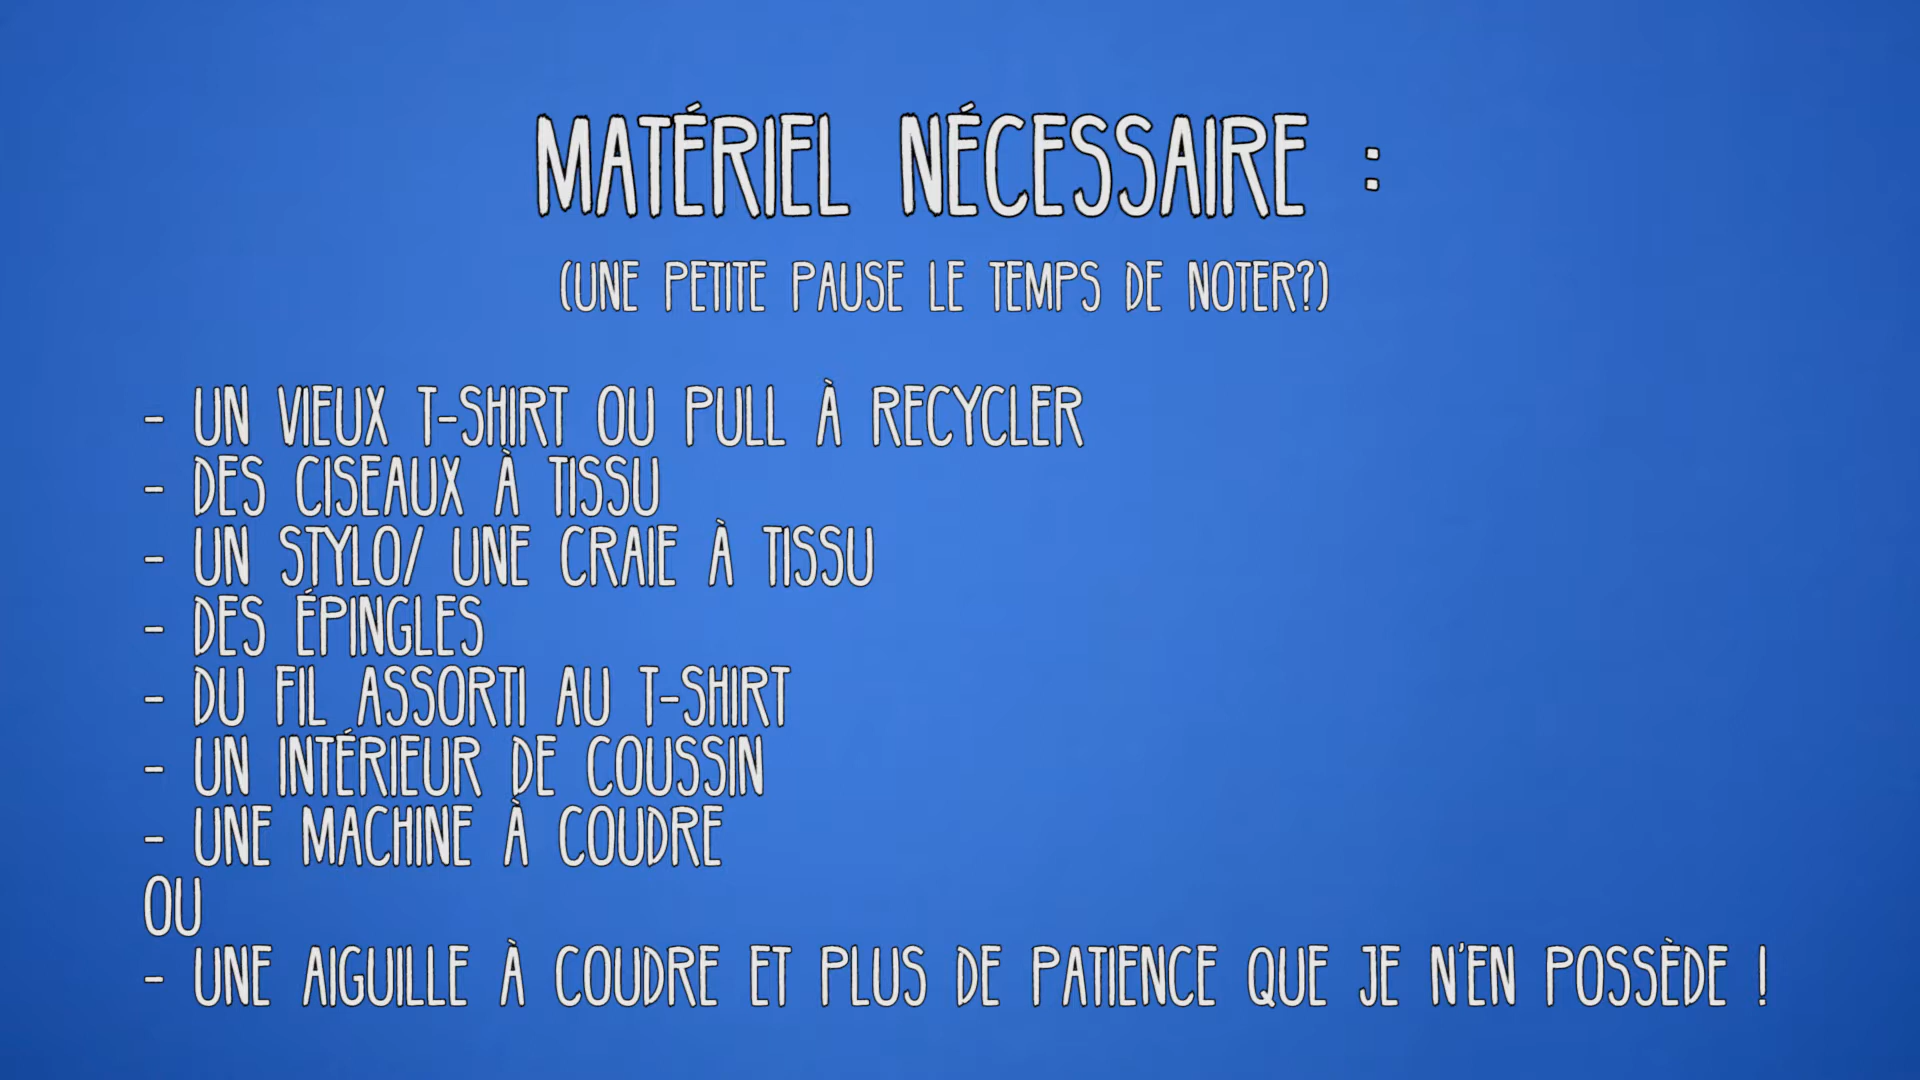 MATÉRIEL NÉCESSAIRE :
(UNE PETITE PAUSE LE TEMPS DE NOTER?)
- UN VIEUX T-SHIRT OU PULL À RECYCLER
- DES CISEAUX À TISSU
- UN STYLO/ UNE CRAIE À TISSU
- DES ÉPINGLES
- DU FIL ASSORTI AU T-SHIRT
- UN INTÉRIEUR DE COUSSIN
- UNE MACHINE À COUDRE
OU
- UNE AIGUILLE À COUDRE ET PLUS DE PATIENCE QUE JE N'EN POSSÈDE !